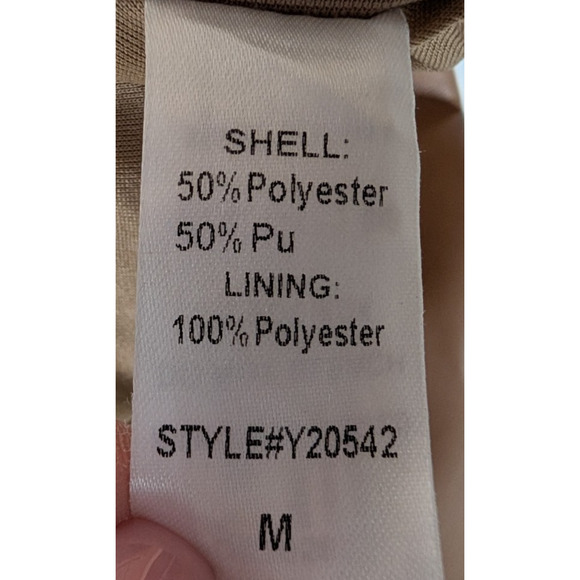 SHELL:
50% Polyester
50% Pu
LINING:
100% Polyester
STYLE#Y20542
M